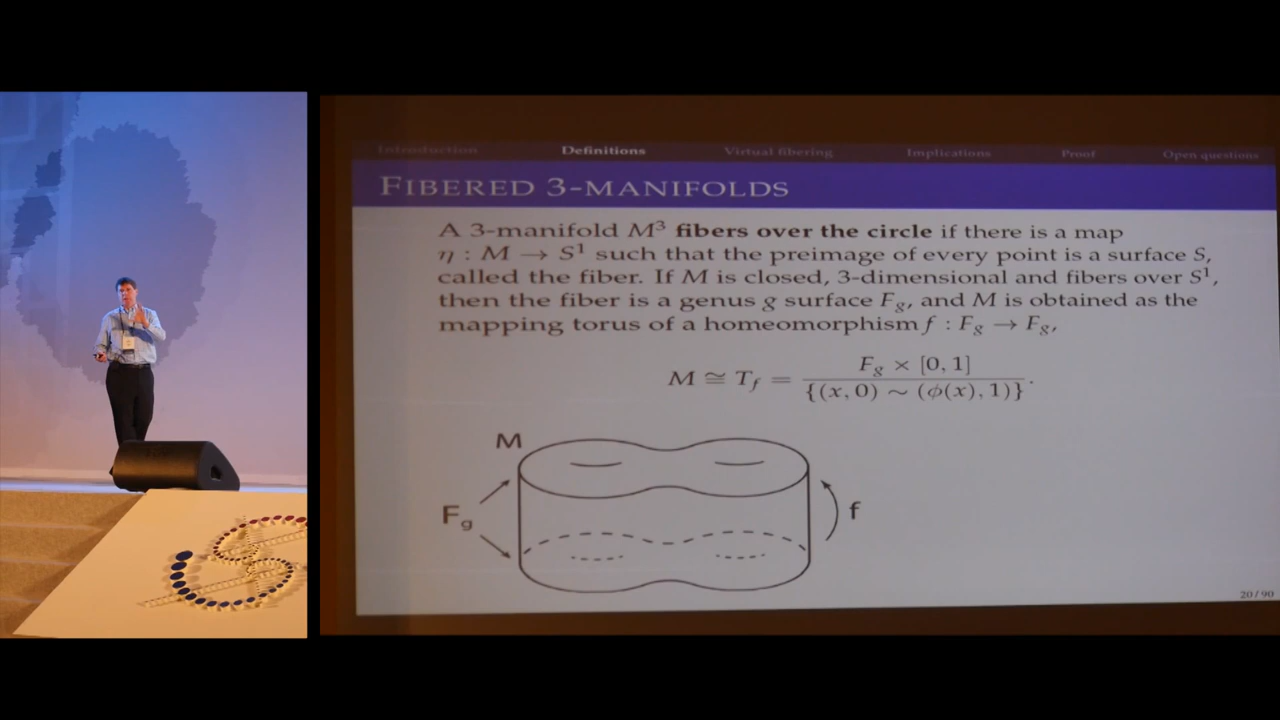 Introduction Definitions Virtual fibering Implications Proof Open questions
FIBERED 3-MANIFOLDS
A 3-manifold M³ fibers over the circle if there is a map
η : M → S¹ such that the preimage of every point is a surface S,
called the fiber. If M is closed, 3-dimensional and fibers over S¹,
then the fiber is a genus g surface F_g, and M is obtained as the
mapping torus of a homeomorphism f : F_g → F_g,
M ≅ T_f = F_g × [0, 1] / {(x, 0) ∼ (ϕ(x), 1)} .
M
F_g
f
20 / 90